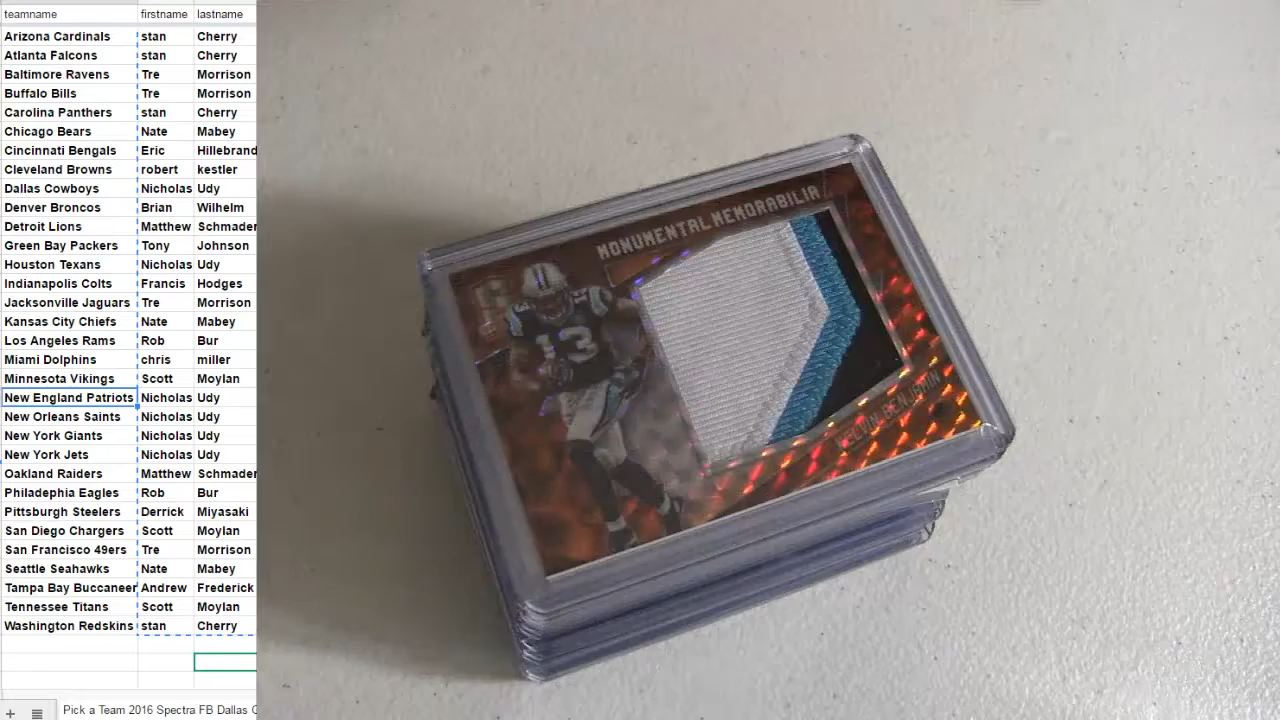 teamname firstname lastname
Arizona Cardinals stan Cherry
Atlanta Falcons stan Cherry
Baltimore Ravens Tre Morrison
Buffalo Bills Tre Morrison
Carolina Panthers stan Cherry
Chicago Bears Nate Mabey
Cincinnati Bengals Eric Hillebrand
Cleveland Browns robert kestler
Dallas Cowboys Nicholas Udy
Denver Broncos Brian Wilhelm
Detroit Lions Matthew Schmader
Green Bay Packers Tony Johnson
Houston Texans Nicholas Udy
Indianapolis Colts Francis Hodges
Jacksonville Jaguars Tre Morrison
Kansas City Chiefs Nate Mabey
Los Angeles Rams Rob Bur
Miami Dolphins chris miller
Minnesota Vikings Scott Moylan
New England Patriots Nicholas Udy
New Orleans Saints Nicholas Udy
New York Giants Nicholas Udy
New York Jets Nicholas Udy
Oakland Raiders Matthew Schmader
Philadephia Eagles Rob Bur
Pittsburgh Steelers Derrick Miyasaki
San Diego Chargers Scott Moylan
San Francisco 49ers Tre Morrison
Seattle Seahawks Nate Mabey
Tampa Bay Buccaneer Andrew Frederick
Tennessee Titans Scott Moylan
Washington Redskins stan Cherry
Pick a Team 2016 Spectra FB Dallas
MONUMENTAL MEMORABILIA
13
KELVIN BENJAMIN